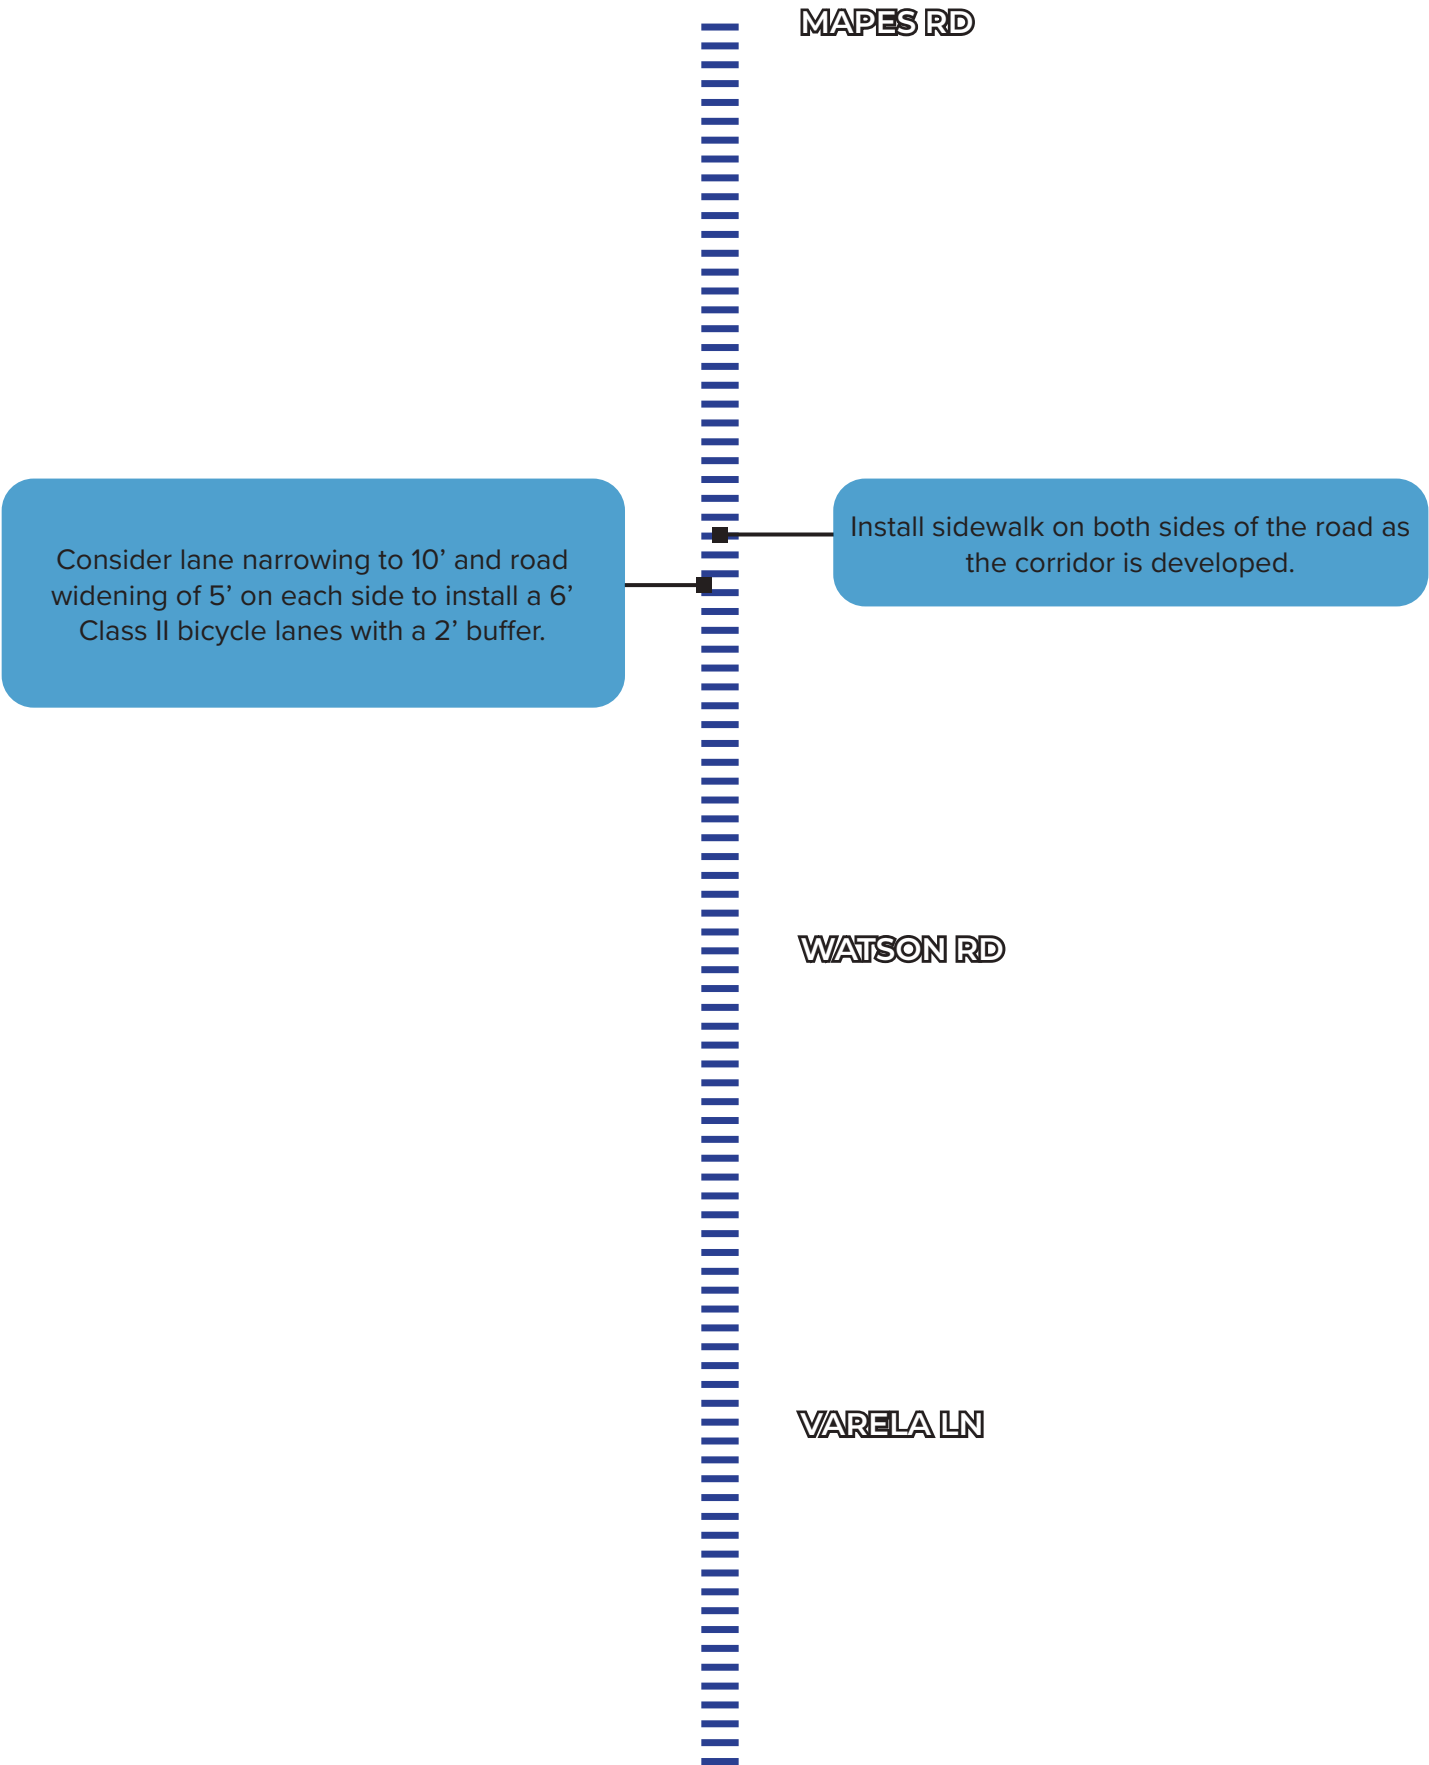 MAPES RD
Consider lane narrowing to 10’ and road
widening of 5’ on each side to install a 6’
Class II bicycle lanes with a 2’ buffer.
Install sidewalk on both sides of the road as
the corridor is developed.
WATSON RD
VARELA LN